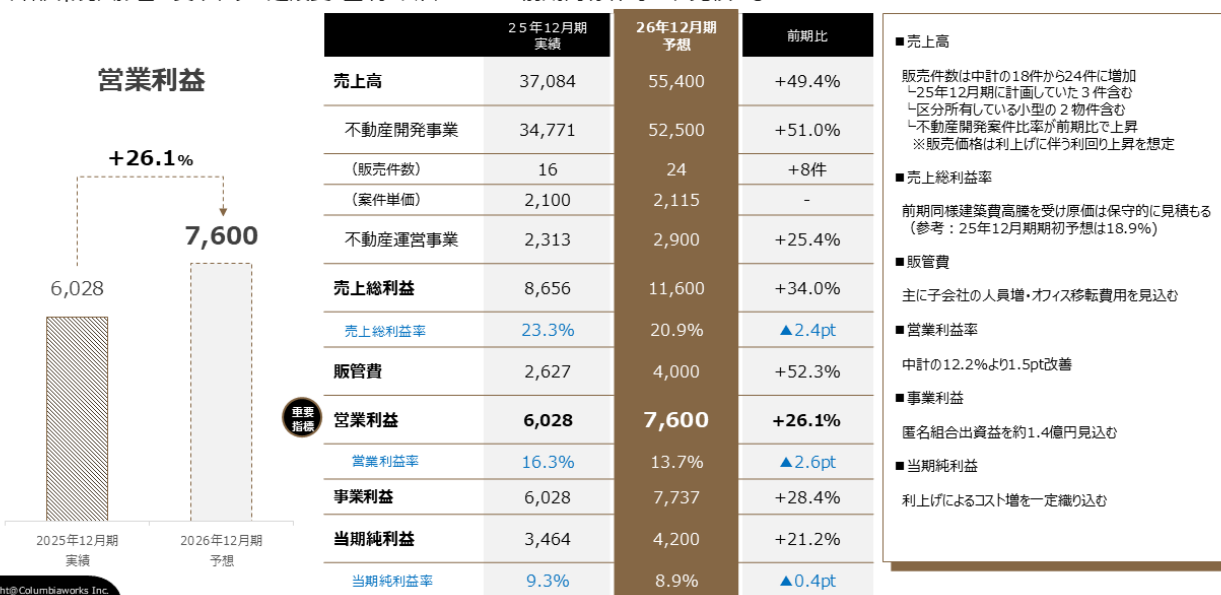 営業利益
+26.1%
7,600
6,028
2025年12月期
実績
2026年12月期
予想
ht@Columbiaworks Inc.
重要
指標
25年12月期
実績
26年12月期
予想
前期比
売上高 37,084 55,400 +49.4%
不動産開発事業 34,771 52,500 +51.0%
(販売件数) 16 24 +8件
(案件単価) 2,100 2,115 -
不動産運営事業 2,313 2,900 +25.4%
売上総利益 8,656 11,600 +34.0%
売上総利益率 23.3% 20.9% ▲2.4pt
販管費 2,627 4,000 +52.3%
営業利益 6,028 7,600 +26.1%
営業利益率 16.3% 13.7% ▲2.6pt
事業利益 6,028 7,737 +28.4%
当期純利益 3,464 4,200 +21.2%
当期純利益率 9.3% 8.9% ▲0.4pt
■売上高
販売件数は中計の18件から24件に増加
└25年12月期に計画していた3件含む
└区分所有している小型の2物件含む
└不動産開発案件比率が前期比で上昇
※販売価格は利上げに伴う利回り上昇を想定
■売上総利益率
前期同様建築費高騰を受け原価は保守的に見積もる
(参考:25年12月期期初予想は18.9%)
■販管費
主に子会社の人員増・オフィス移転費用を見込む
■営業利益率
中計の12.2%より1.5pt改善
■事業利益
匿名組合出資益を約1.4億円見込む
■当期純利益
利上げによるコスト増を一定織り込む